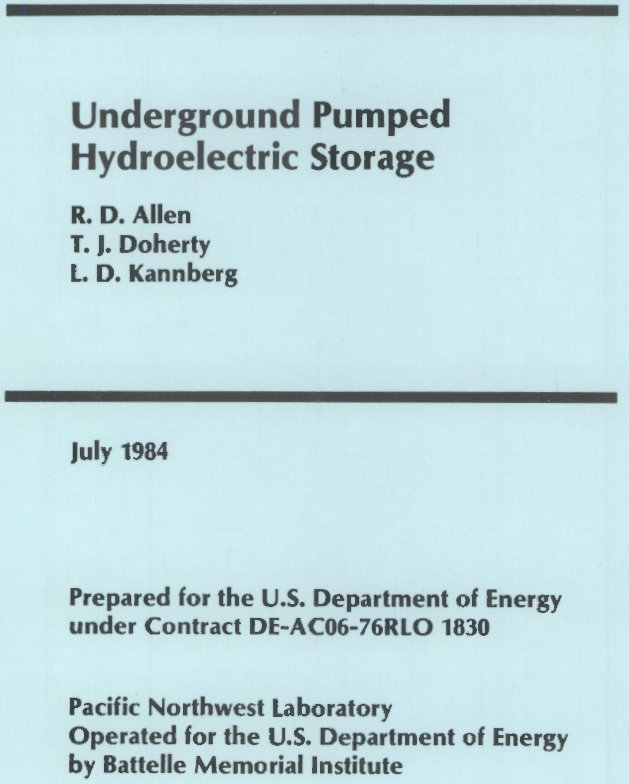 Underground Pumped
Hydroelectric Storage
R. D. Allen
T. J. Doherty
L. D. Kannberg
July 1984
Prepared for the U.S. Department of Energy
under Contract DE-AC06-76RLO 1830
Pacific Northwest Laboratory
Operated for the U.S. Department of Energy
by Battelle Memorial Institute